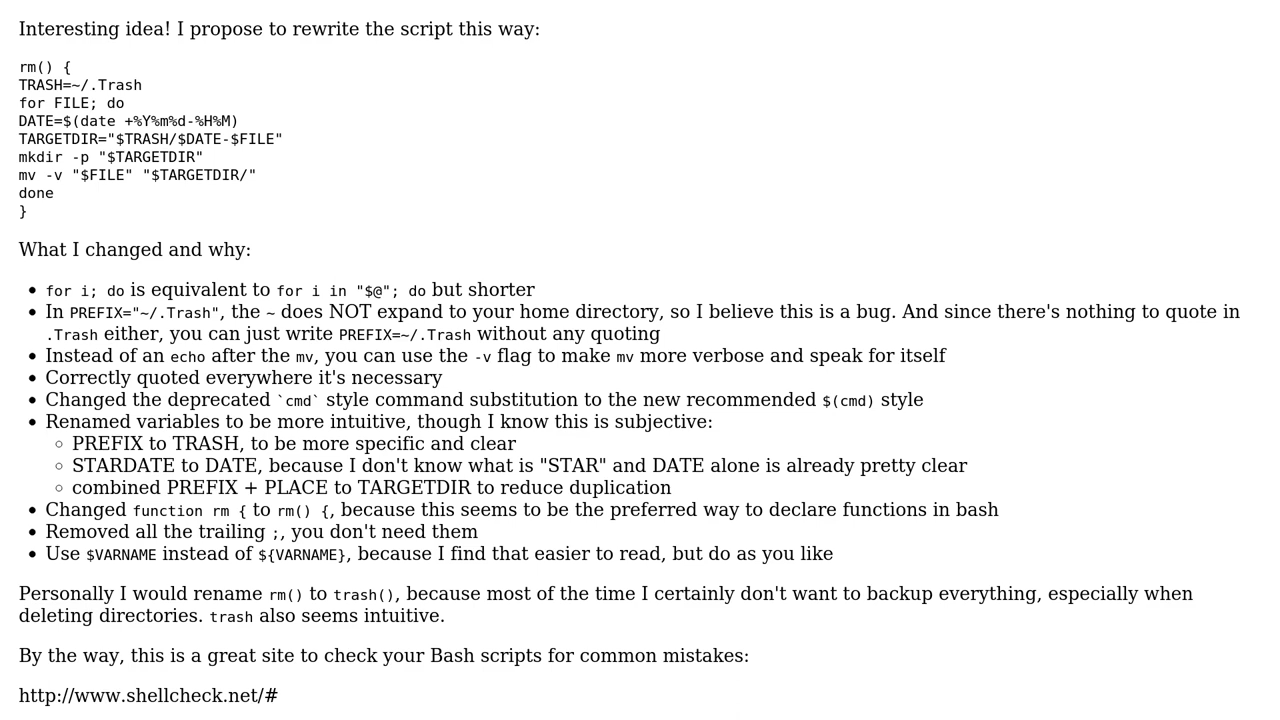 Interesting idea! I propose to rewrite the script this way:
rm() {
TRASH=~/.Trash
for FILE; do
DATE=$(date +%Y%m%d-%H%M)
TARGETDIR="$TRASH/$DATE-$FILE"
mkdir -p "$TARGETDIR"
mv -v "$FILE" "$TARGETDIR/"
done
}
What I changed and why:
• for i; do is equivalent to for i in "$@"; do but shorter
• In PREFIX="~/.Trash", the ~ does NOT expand to your home directory, so I believe this is a bug. And since there's nothing to quote in
.Trash either, you can just write PREFIX=~/.Trash without any quoting
• Instead of an echo after the mv, you can use the -v flag to make mv more verbose and speak for itself
• Correctly quoted everywhere it's necessary
• Changed the deprecated `cmd` style command substitution to the new recommended $(cmd) style
• Renamed variables to be more intuitive, though I know this is subjective:
◦ PREFIX to TRASH, to be more specific and clear
◦ STARDATE to DATE, because I don't know what is "STAR" and DATE alone is already pretty clear
◦ combined PREFIX + PLACE to TARGETDIR to reduce duplication
• Changed function rm { to rm() {, because this seems to be the preferred way to declare functions in bash
• Removed all the trailing ;, you don't need them
• Use $VARNAME instead of ${VARNAME}, because I find that easier to read, but do as you like
Personally I would rename rm() to trash(), because most of the time I certainly don't want to backup everything, especially when
deleting directories. trash also seems intuitive.
By the way, this is a great site to check your Bash scripts for common mistakes:
http://www.shellcheck.net/#